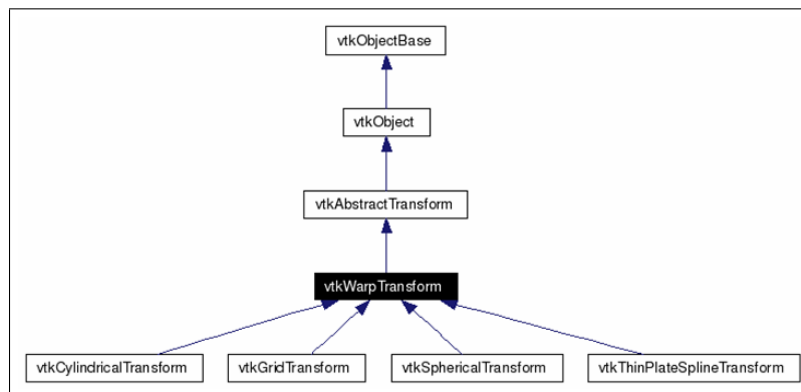 vtkObjectBase
vtkObject
vtkAbstractTransform
vtkWarpTransform
vtkCylindricalTransform
vtkGridTransform
vtkSphericalTransform
vtkThinPlateSplineTransform